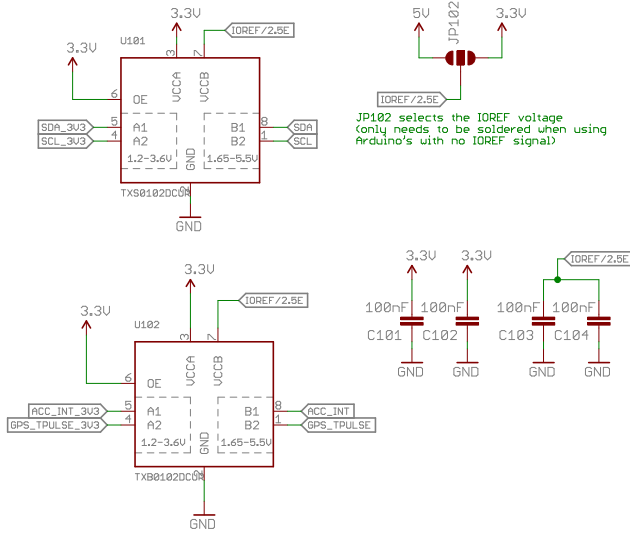 3.3V
IOREF/2.5E
U101
3.3V
3
7
VCCA
VCCB
6
OE
SDA_3V3
5
A1
B1
8
SDA
SCL_3V3
4
A2
B2
1
SCL
1.2-3.6V
GND
1.65-5.5V
2
TXS0102DCUR
GND
5V
JP102
3.3V
IOREF/2.5E
JP102 selects the IOREF voltage
(only needs to be soldered when using
Arduino's with no IOREF signal)
3.3V
IOREF/2.5E
3.3V
U102
3
7
VCCA
VCCB
6
OE
ACC_INT_3V3
5
A1
B1
8
ACC_INT
GPS_TPULSE_3V3
4
A2
B2
1
GPS_TPULSE
1.2-3.6V
GND
1.65-5.5V
2
TXB0102DCUR
GND
3.3V
3.3V
IOREF/2.5E
100nF
100nF
100nF
100nF
C101
C102
C103
C104
GND
GND
GND
GND